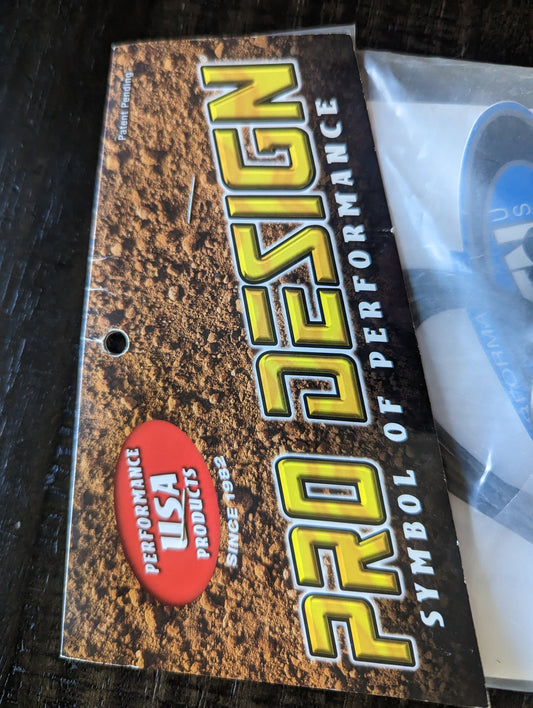 Patent Pending
PRO DESIGN
SYMBOL OF PERFORMANCE
PERFORMANCE
USA
PRODUCTS
SINCE 1982
U
S